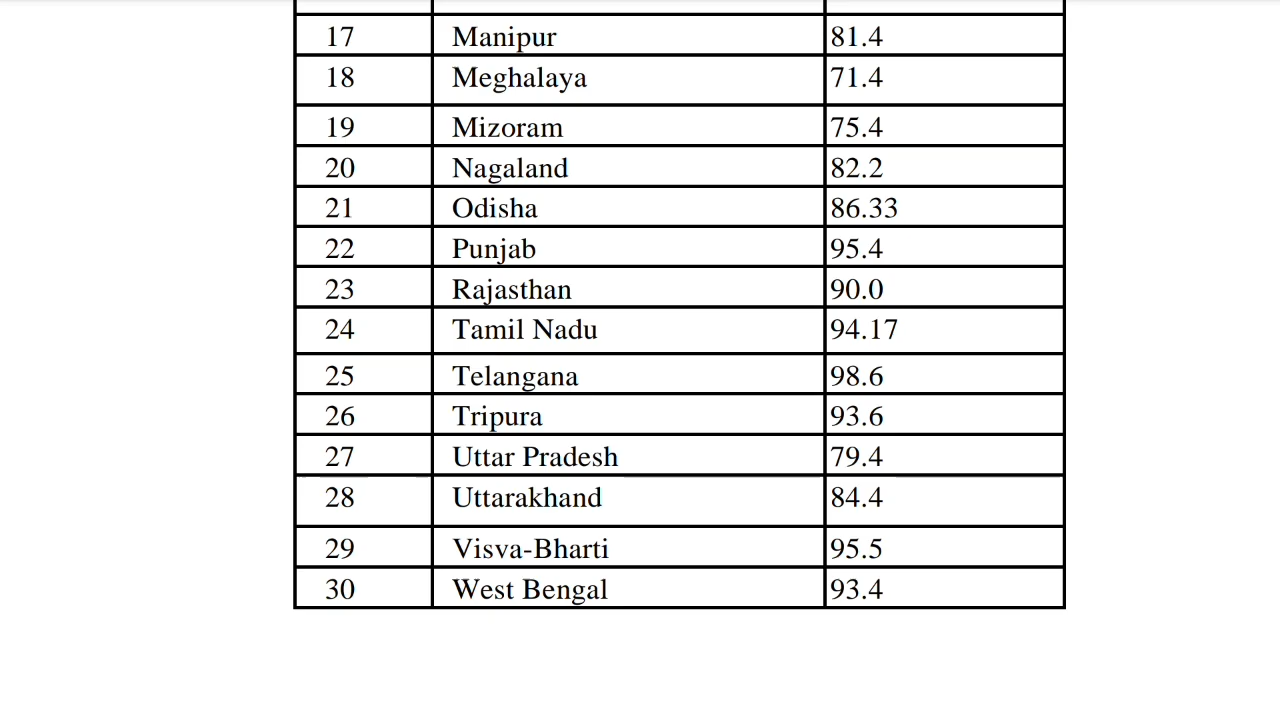 17 Manipur 81.4
18 Meghalaya 71.4
19 Mizoram 75.4
20 Nagaland 82.2
21 Odisha 86.33
22 Punjab 95.4
23 Rajasthan 90.0
24 Tamil Nadu 94.17
25 Telangana 98.6
26 Tripura 93.6
27 Uttar Pradesh 79.4
28 Uttarakhand 84.4
29 Visva-Bharti 95.5
30 West Bengal 93.4